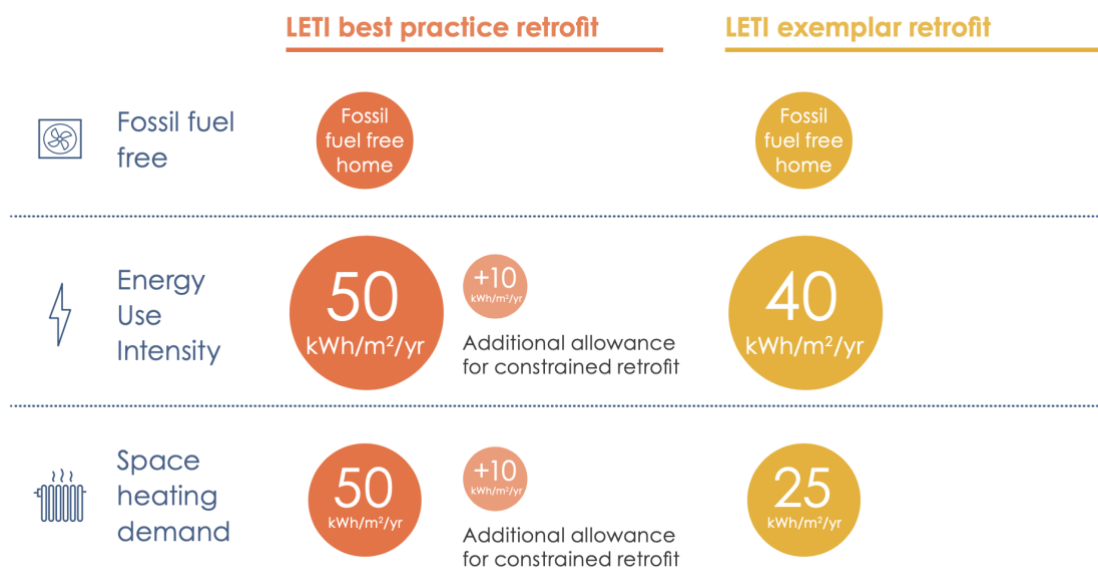 LETI best practice retrofit
LETI exemplar retrofit
Fossil fuel
free
Fossil
fuel free
home
Fossil
fuel free
home
Energy
Use
Intensity
50
kWh/m²/yr
+10
kWh/m²/yr
Additional allowance
for constrained retrofit
40
kWh/m²/yr
Space
heating
demand
50
kWh/m²/yr
+10
kWh/m²/yr
Additional allowance
for constrained retrofit
25
kWh/m²/yr